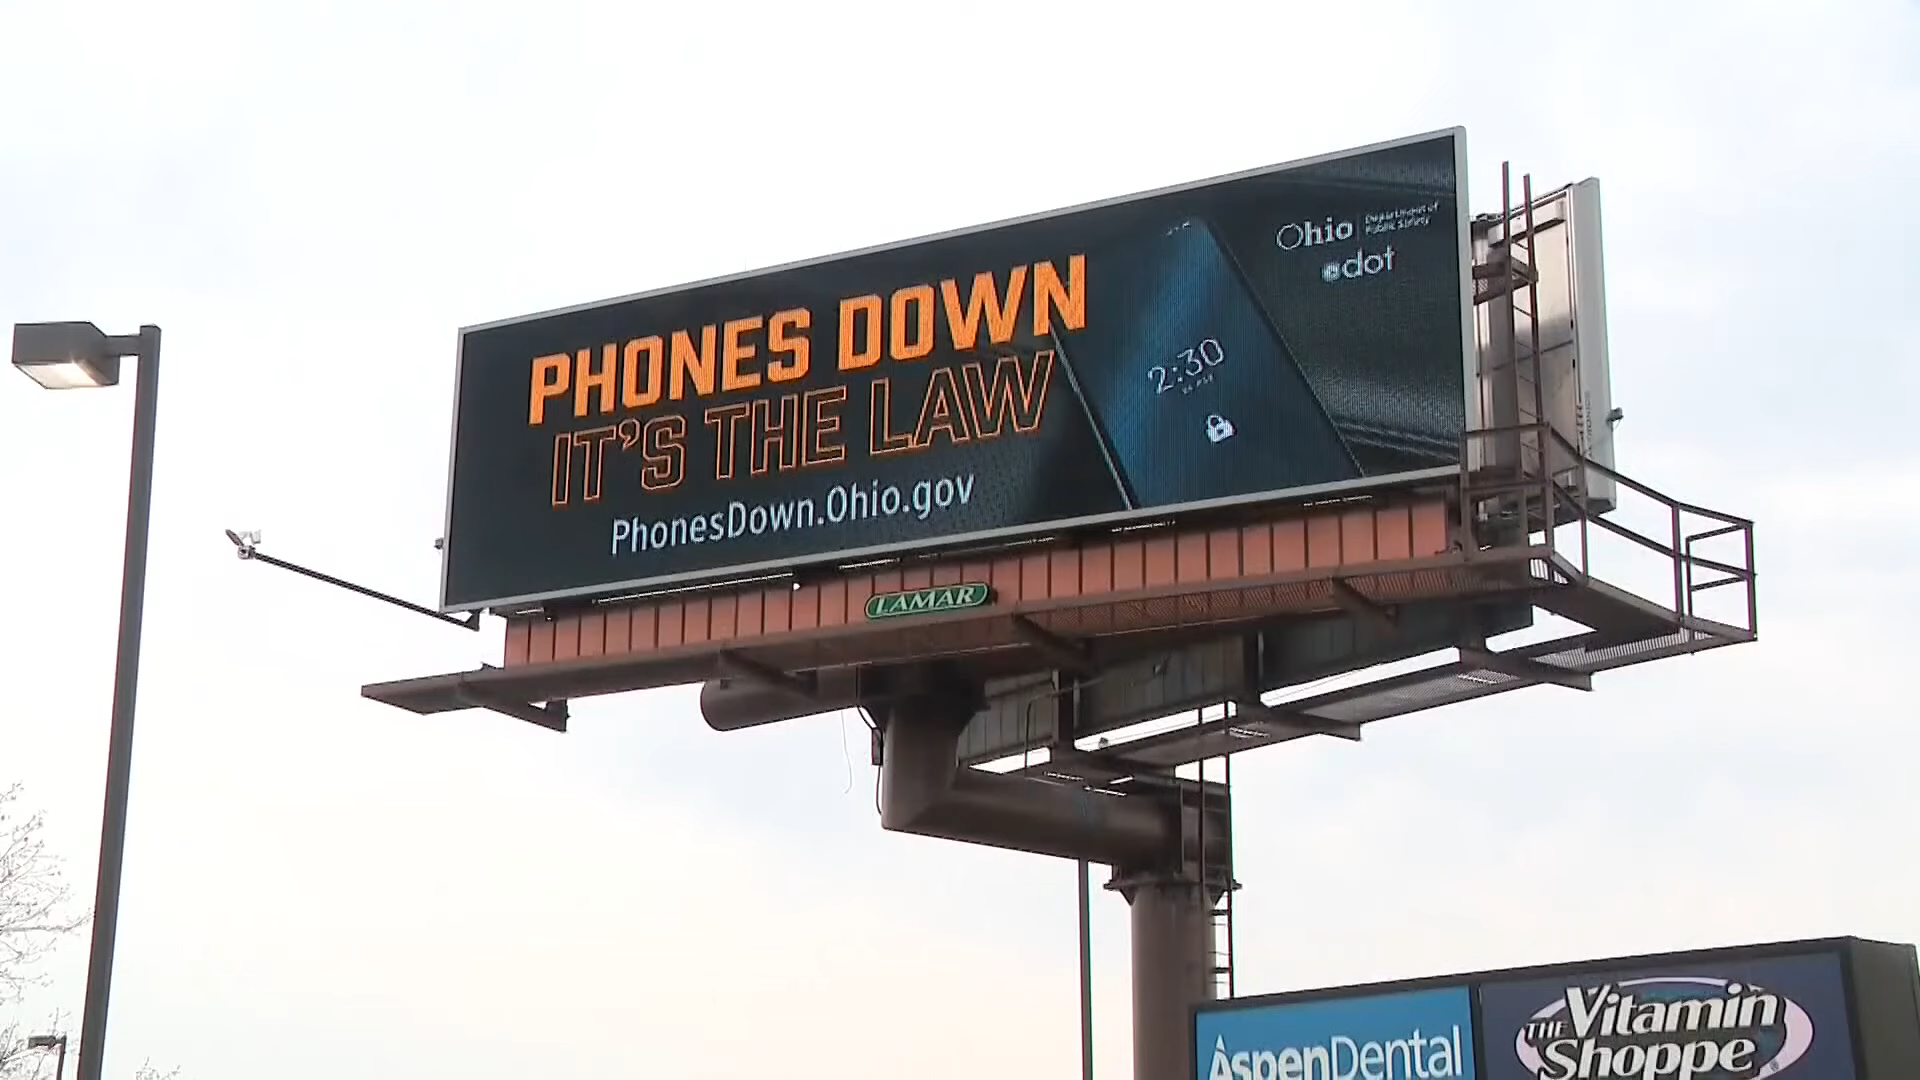 PHONES DOWN
IT'S THE LAW
PhonesDown.Ohio.gov
2:30
Ohio
Department of
Public Safety
odot
LAMAR
AspenDental
THE Vitamin
Shoppe